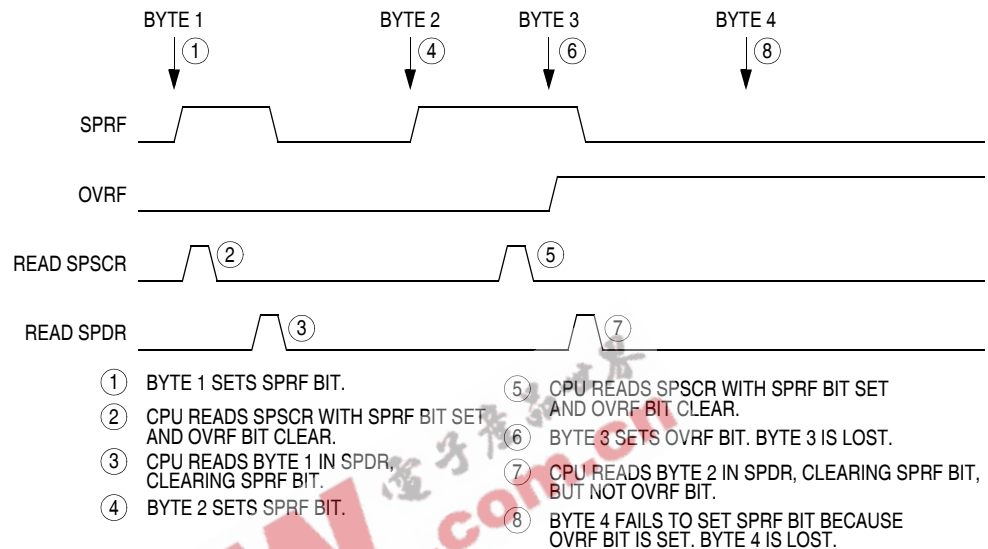 BYTE 1 BYTE 2 BYTE 3 BYTE 4
1 4 6 8
SPRF
OVRF
READ SPSCR 2 5
READ SPDR 3 7
1 BYTE 1 SETS SPRF BIT.
2 CPU READS SPSCR WITH SPRF BIT SET
AND OVRF BIT CLEAR.
3 CPU READS BYTE 1 IN SPDR,
CLEARING SPRF BIT.
4 BYTE 2 SETS SPRF BIT.
5 CPU READS SPSCR WITH SPRF BIT SET
AND OVRF BIT CLEAR.
6 BYTE 3 SETS OVRF BIT. BYTE 3 IS LOST.
7 CPU READS BYTE 2 IN SPDR, CLEARING SPRF BIT,
BUT NOT OVRF BIT.
8 BYTE 4 FAILS TO SET SPRF BIT BECAUSE
OVRF BIT IS SET. BYTE 4 IS LOST.
.com.cn